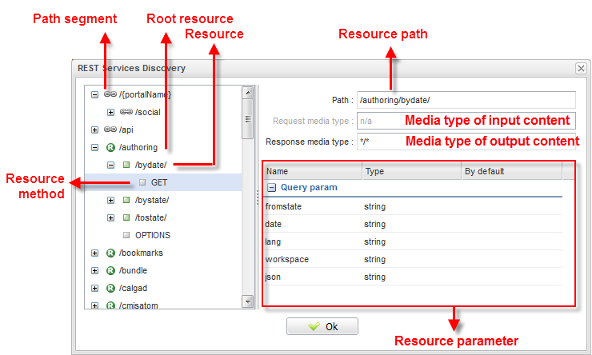 Path segment
Root resource
Resource
Resource path
REST Services Discovery
/{portalName}
/social
/api
/authoring
/bydate/
GET
/bystate/
/tostate/
OPTIONS
/bookmarks
/bundle
/calgad
/cmisatom
Resource method
Path : /authoring/bydate/
Request media type : n/a Media type of input content
Response media type : */* Media type of output content
Name Type By default
Query param
fromstate string
date string
lang string
workspace string
json string
Ok
Resource parameter